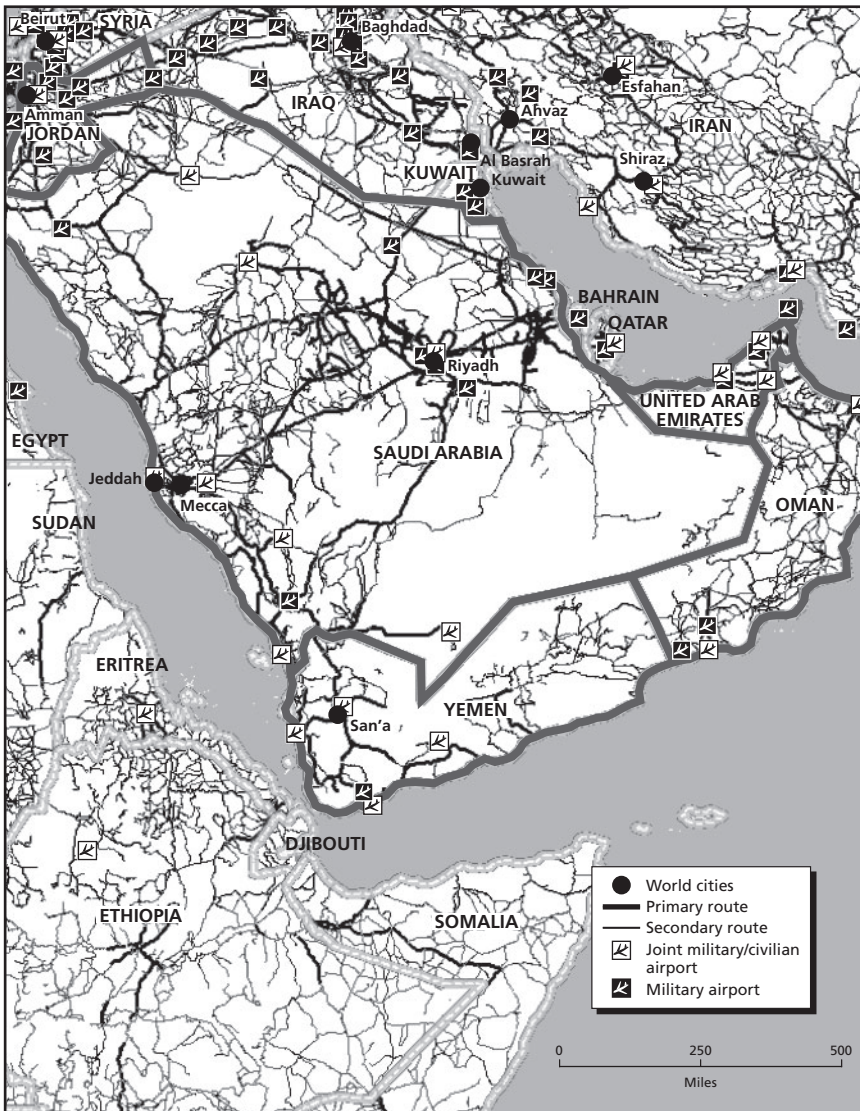 Beirut
SYRIA
Baghdad
Esfahan
Amman
IRAQ
Ahvaz
JORDAN
IRAN
Al Basrah
Shiraz
KUWAIT
Kuwait
BAHRAIN
QATAR
Riyadh
UNITED ARAB
EMIRATES
EGYPT
SAUDI ARABIA
Jeddah
Mecca
OMAN
SUDAN
ERITREA
YEMEN
San’a
DJIBOUTI
ETHIOPIA
SOMALIA
World cities
Primary route
Secondary route
Joint military/civilian
airport
Military airport
0 250 500
Miles